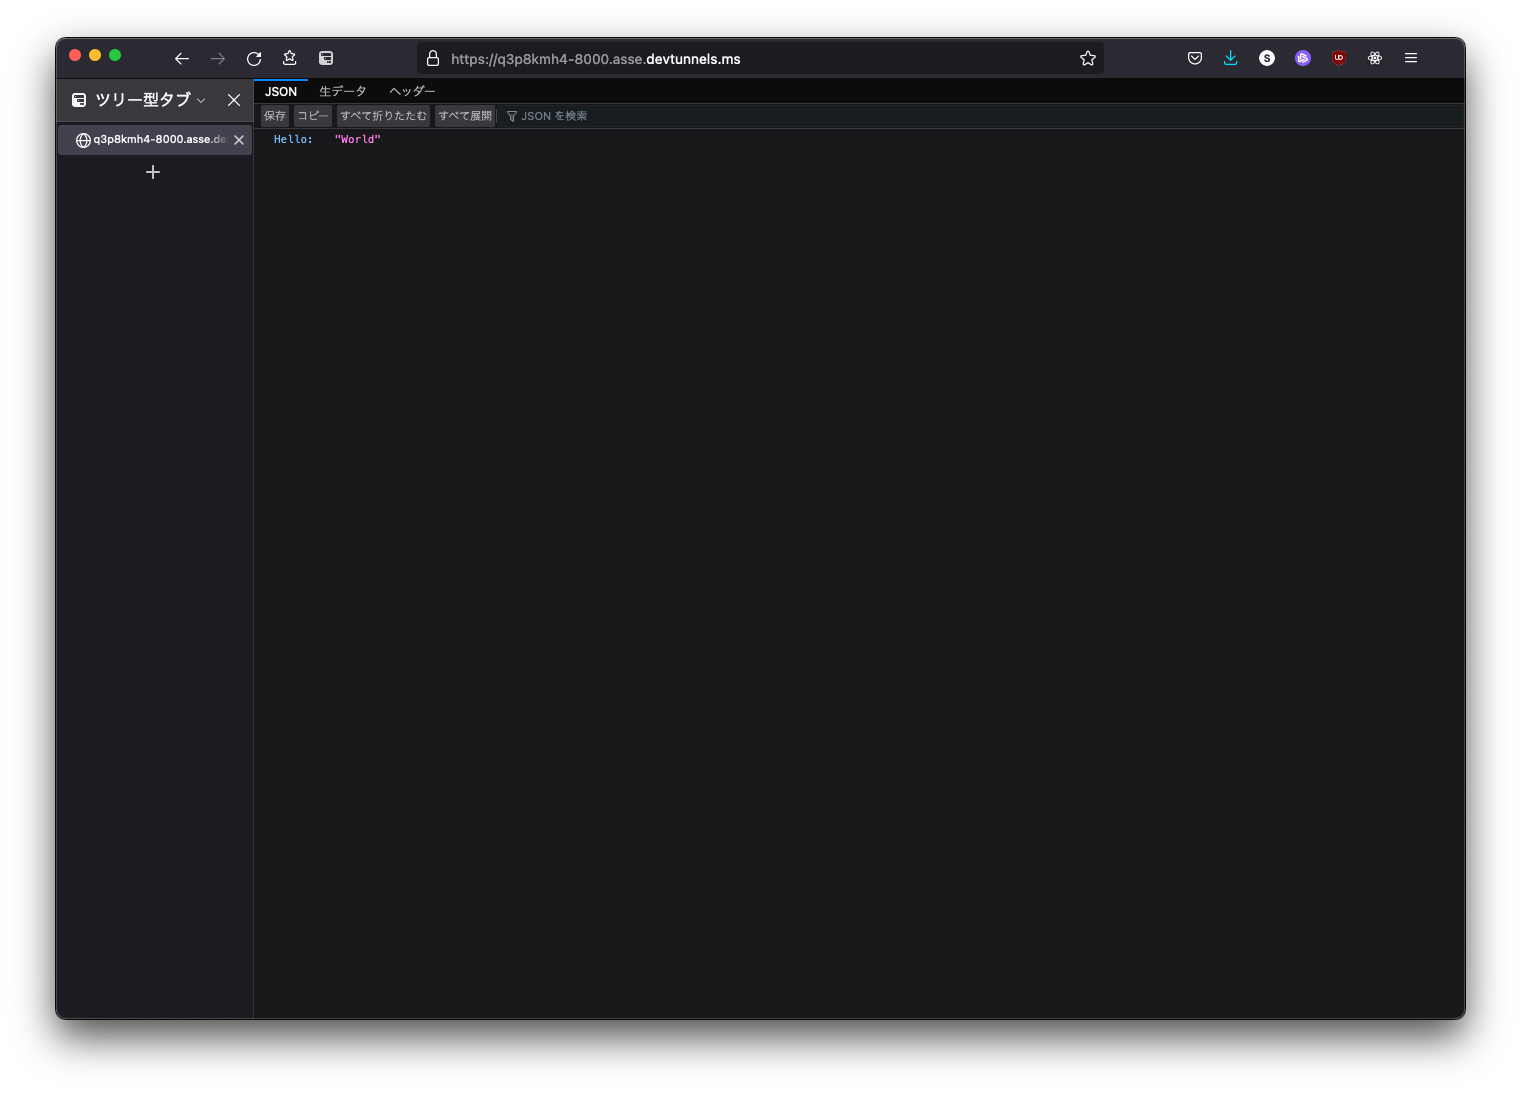 https://q3p8kmh4-8000.asse.devtunnels.ms
ツリー型タブ
q3p8kmh4-8000.asse.de
JSON 生データ ヘッダー
保存 コピー すべて折りたたむ すべて展開 JSON を検索
Hello: "World"
S
UD